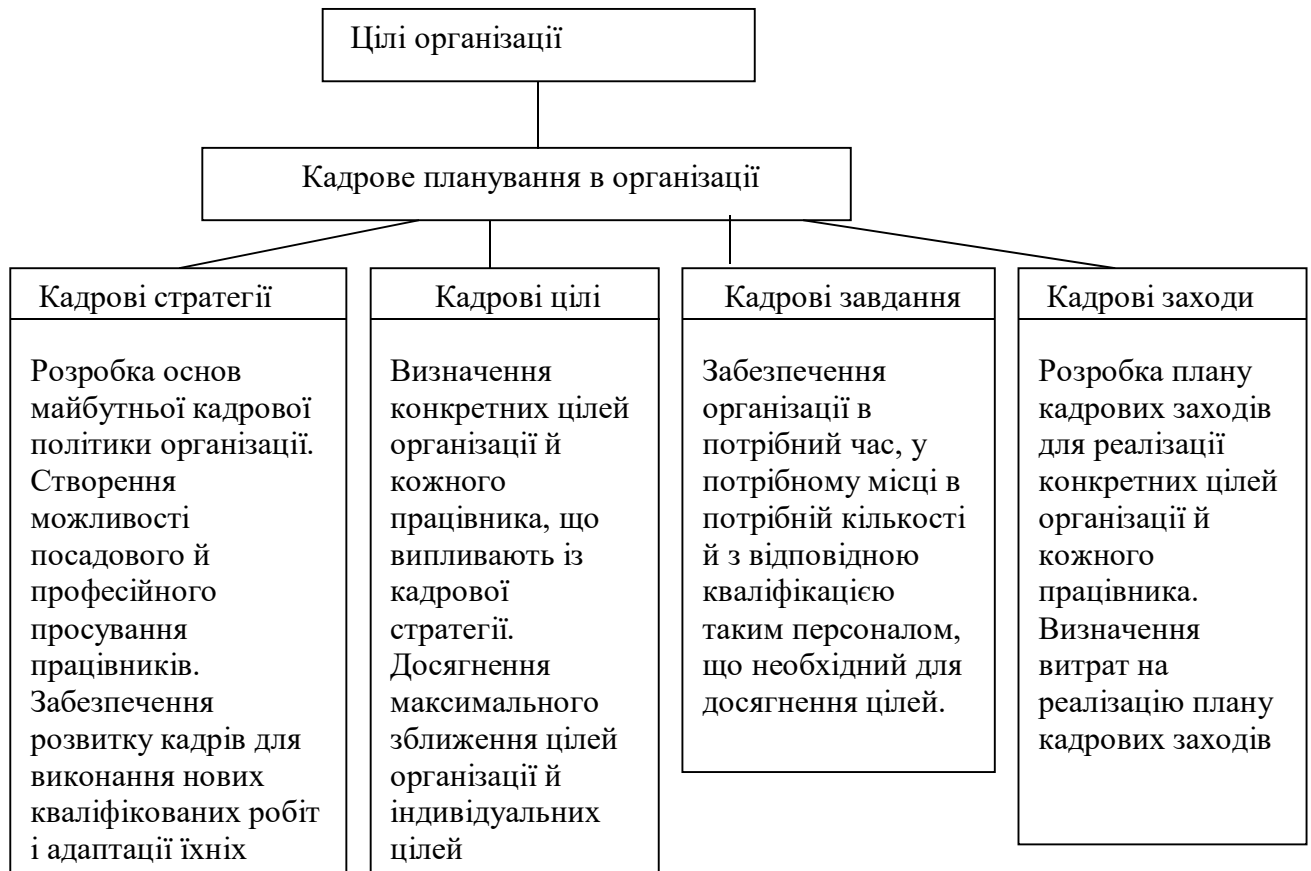 Цілі організації
Кадрове планування в організації
Кадрові стратегії
Розробка основ
майбутньої кадрової
політики організації.
Створення
можливості
посадового й
професійного
просування
працівників.
Забезпечення
розвитку кадрів для
виконання нових
кваліфікованих робіт
і адаптації їхніх
Кадрові цілі
Визначення
конкретних цілей
організації й
кожного
працівника, що
випливають із
кадрової
стратегії.
Досягнення
максимального
зближення цілей
організації й
індивідуальних
цілей
Кадрові завдання
Забезпечення
організації в
потрібний час, у
потрібному місці в
потрібній кількості
й з відповідною
кваліфікацією
таким персоналом,
що необхідний для
досягнення цілей.
Кадрові заходи
Розробка плану
кадрових заходів
для реалізації
конкретних цілей
організації й
кожного
працівника.
Визначення
витрат на
реалізацію плану
кадрових заходів